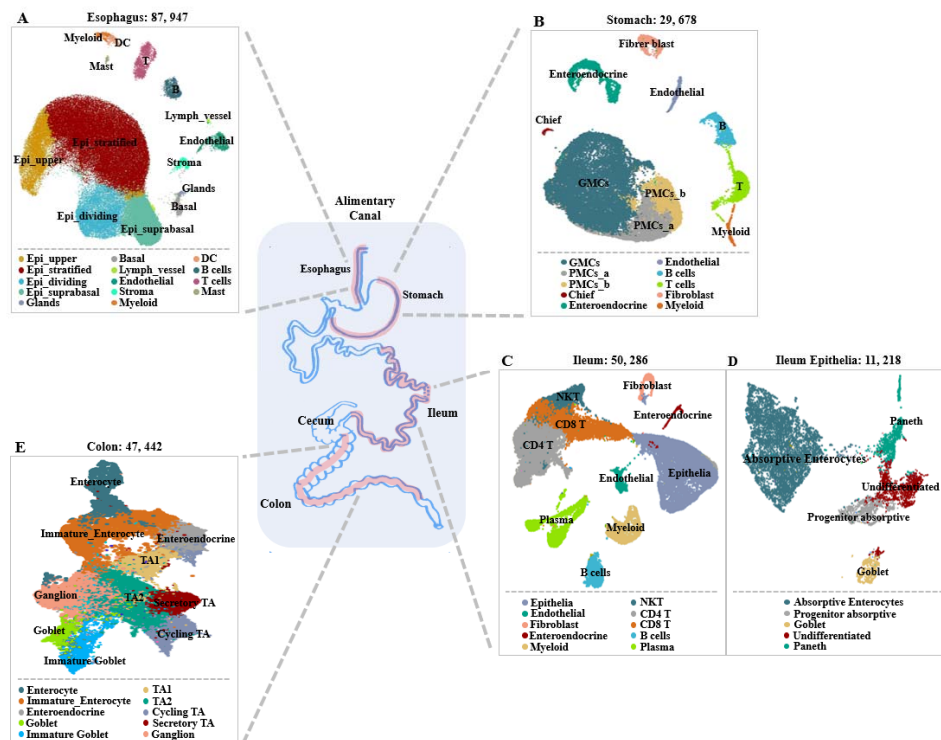 A
Esophagus: 87, 947
Myeloid
DC
Mast
T
B
Lymph_vessel
Endothelial
Stroma
Glands
Basal
Epi_upper
Epi_stratified
Epi_dividing
Epi_suprabasal
Epi_upper Basal DC
Epi_stratified Lymph_vessel B cells
Epi_dividing Endothelial T cells
Epi_suprabasal Stroma Mast
Glands Myeloid
B
Stomach: 29, 678
Fibrer blast
Enteroendocrine
Endothelial
Chief
B
GMCs
PMCs_b
T
PMCs_a
Myeloid
GMCs Endothelial
PMCs_a B cells
PMCs_b T cells
Chief Fibroblast
Enteroendocrine Myeloid
Alimentary
Canal
Esophagus
Stomach
Cecum
Ileum
Colon
C
Ileum: 50, 286
Fibroblast
NKT
Enteroendocrine
CD8 T
CD4 T
Endothelial
Epithelia
Plasma
Myeloid
B cells
Epithelia NKT
Endothelial CD4 T
Fibroblast CD8 T
Enteroendocrine B cells
Myeloid Plasma
D
Ileum Epithelia: 11, 218
Paneth
Absorptive Enterocytes
Undifferentiated
Progenitor absorptive
Goblet
Absorptive Enterocytes
Progenitor absorptive
Goblet
Undifferentiated
Paneth
E
Colon: 47, 442
Enterocyte
Immature_Enterocyte
Enteroendocrine
TA1
Ganglion
TA2
Secretory TA
Goblet
Cycling TA
Immature Goblet
Enterocyte TA1
Immature_Enterocyte TA2
Enteroendocrine Cycling TA
Goblet Secretory TA
Immature Goblet Ganglion